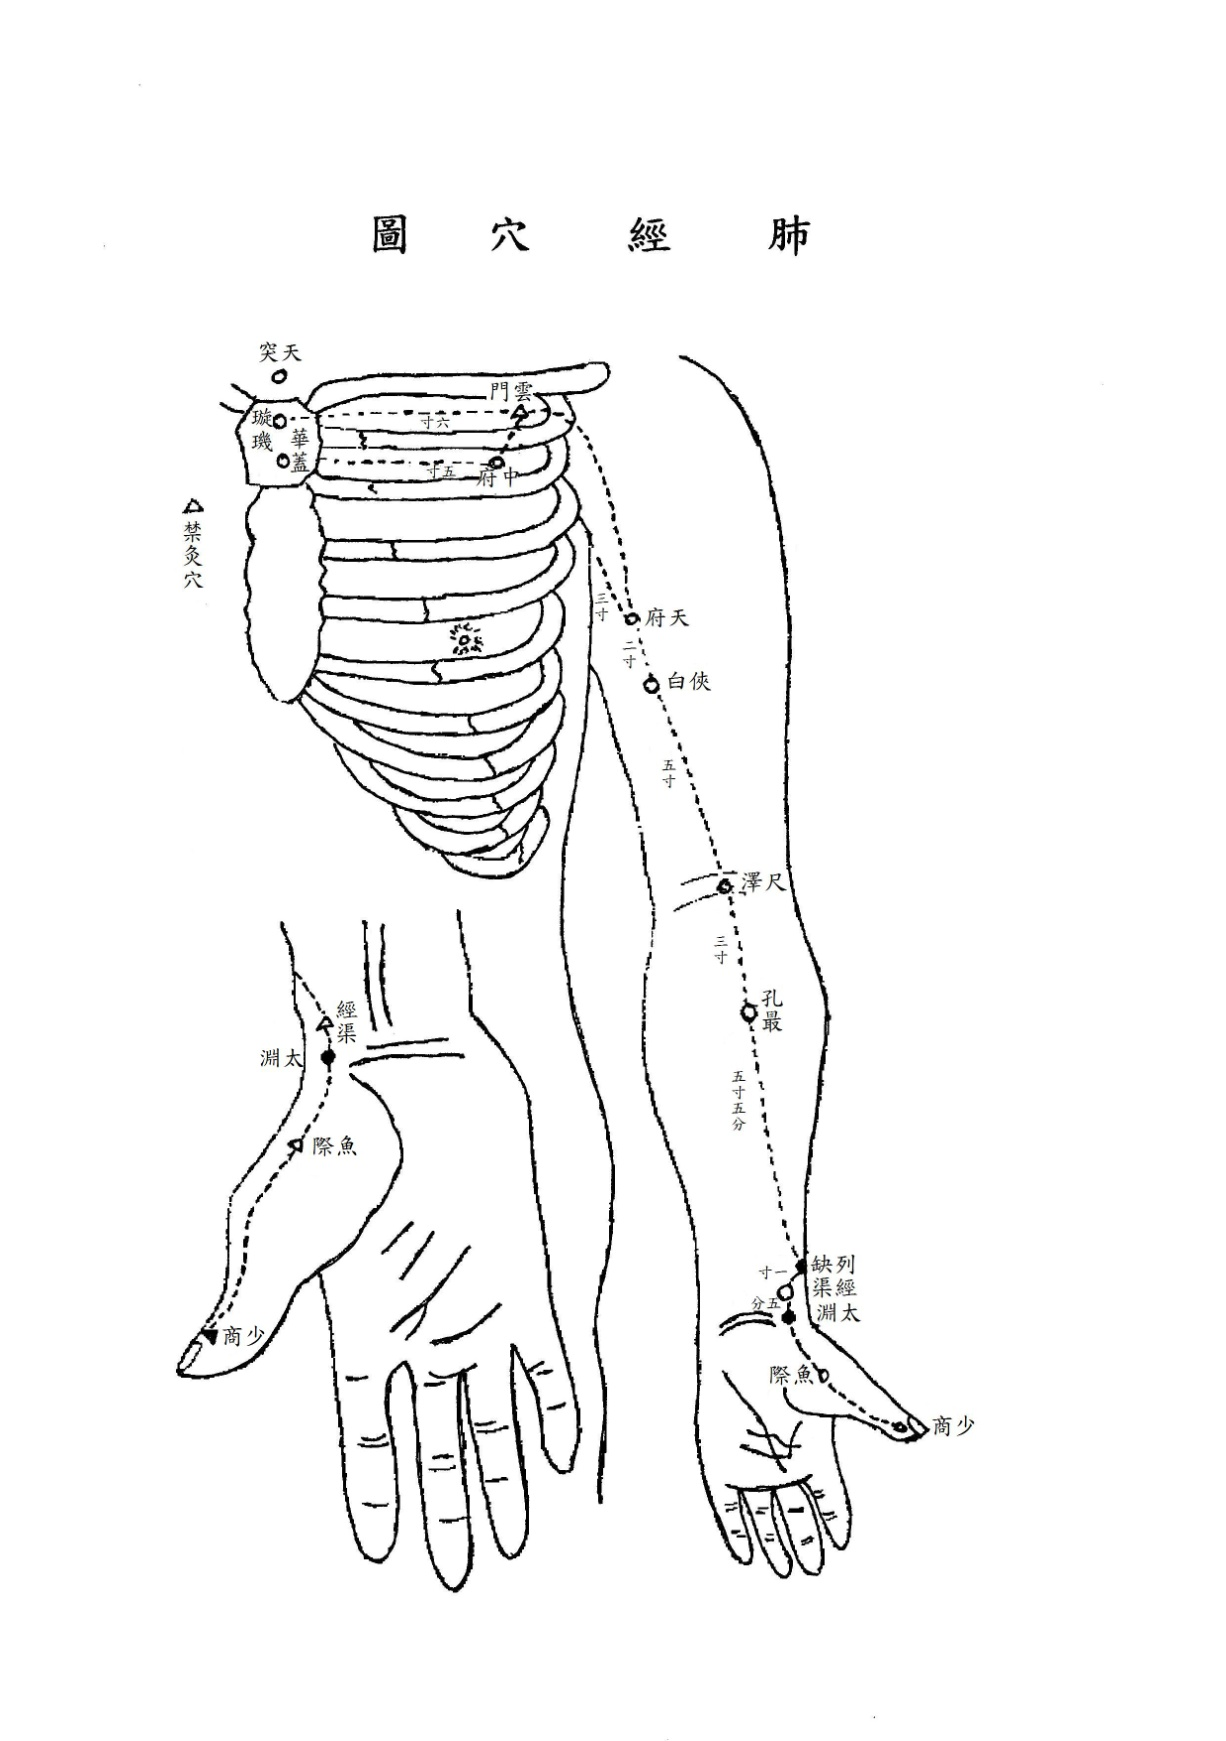 肺經穴圖
天突
璇璣
華蓋
雲門
六寸
中府
五寸
△禁灸穴
三寸
天府
二寸
俠白
五寸
尺澤
三寸
孔最
五寸五分
列缺
一寸
經渠
五分
太淵
魚際
少商
經渠
太淵
魚際
少商